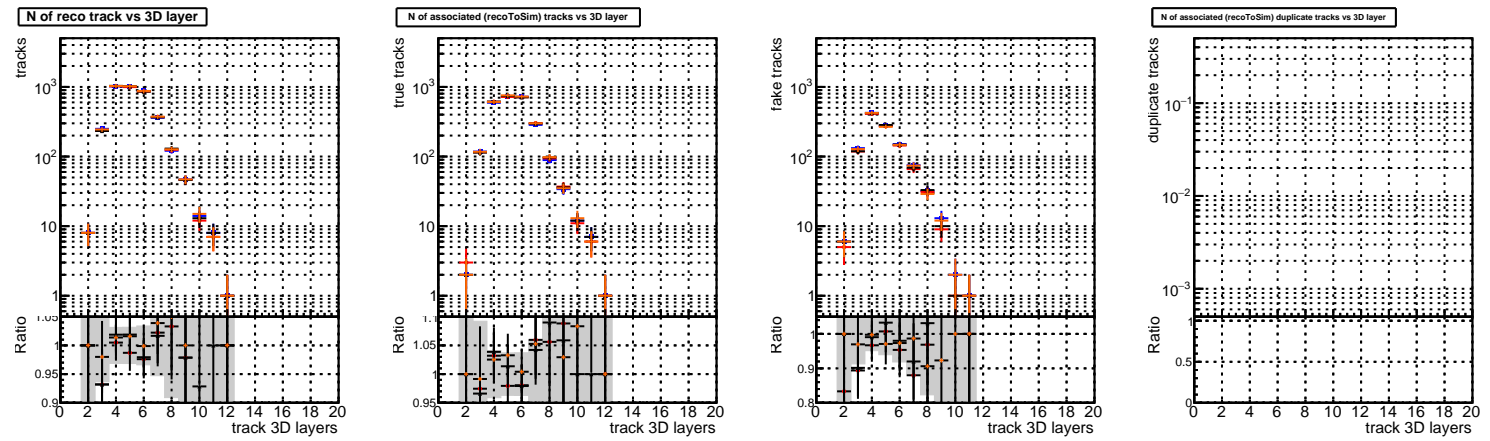 N of reco track vs 3D layer
tracks
10³
10²
10
1
Ratio
1.05
1
0.95
0.9
0 2 4 6 8 10 12 14 16 18 20
track 3D layers
N of associated (recoToSim) tracks vs 3D layer
true tracks
10³
10²
10
1
Ratio
1.1
1.05
1
0.95
0 2 4 6 8 10 12 14 16 18 20
track 3D layers
fake tracks
10³
10²
10
1
Ratio
1
0.9
0.8
0 2 4 6 8 10 12 14 16 18 20
track 3D layers
N of associated (recoToSim) duplicate tracks vs 3D layer
duplicate tracks
10⁻¹
10⁻²
10⁻³
Ratio
1
0.5
0
0 2 4 6 8 10 12 14 16 18 20
track 3D layers